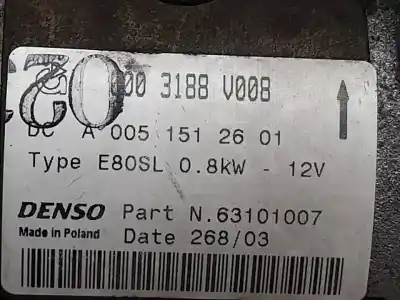 00 3188 V008
DC A 005 151 26 01
Type E80SL 0.8kW - 12V
DENSO Part N.63101007
Made in Poland Date 268/03